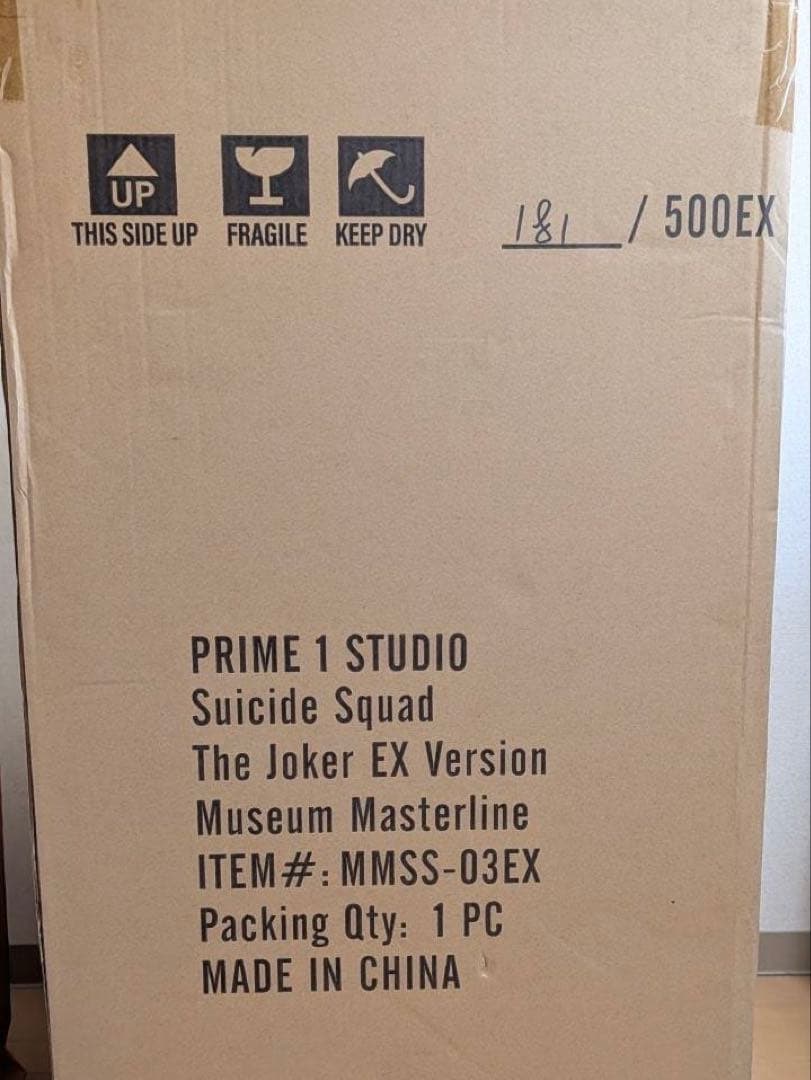 UP
THIS SIDE UP FRAGILE KEEP DRY 181 / 500EX
PRIME 1 STUDIO
Suicide Squad
The Joker EX Version
Museum Masterline
ITEM#: MMSS-03EX
Packing Qty: 1 PC
MADE IN CHINA